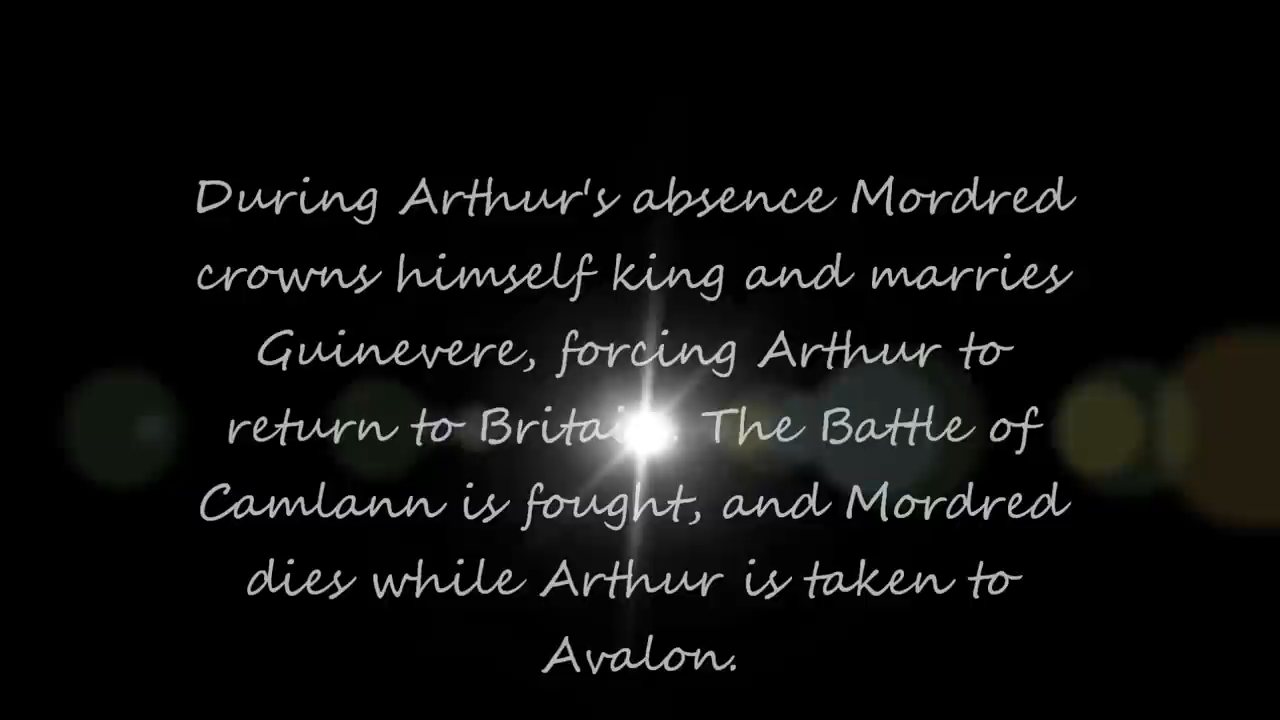 During Arthur's absence Mordred
crowns himself king and marries
Guinevere, forcing Arthur to
return to Britain. The Battle of
Camlann is fought, and Mordred
dies while Arthur is taken to
Avalon.